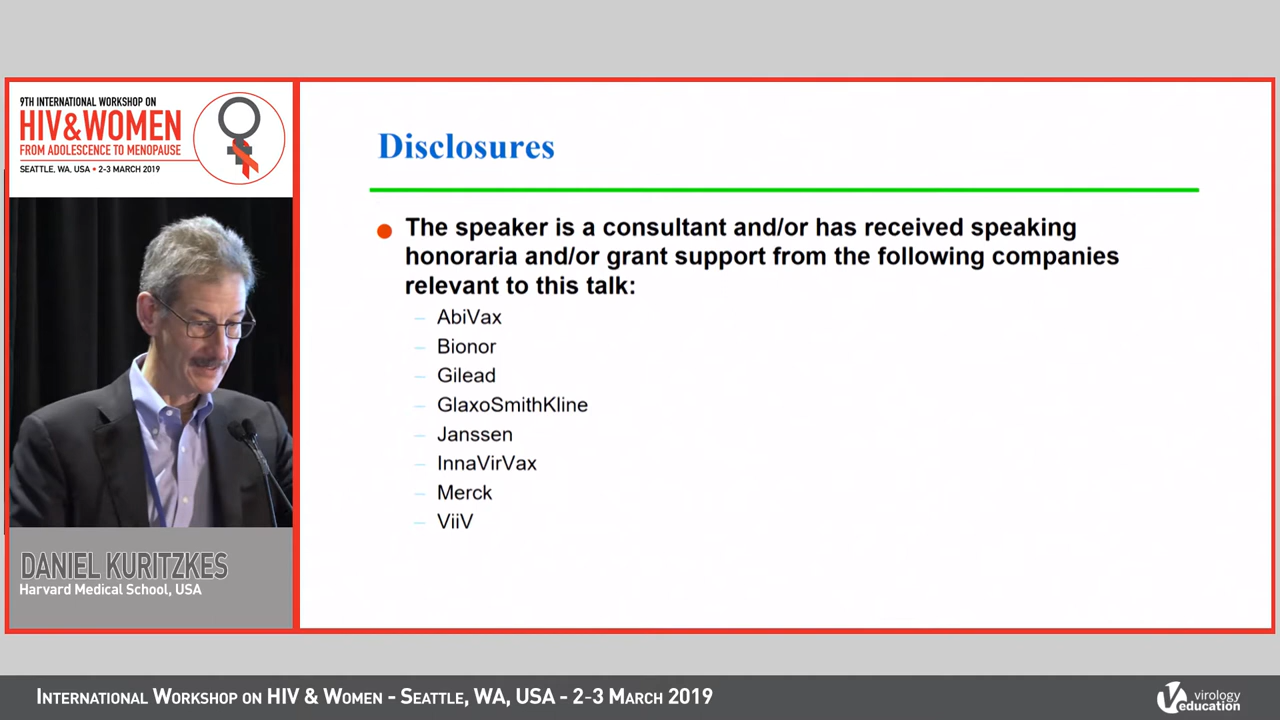 9TH INTERNATIONAL WORKSHOP ON
HIV&WOMEN
FROM ADOLESCENCE TO MENOPAUSE
SEATTLE, WA, USA • 2-3 MARCH 2019
DANIEL KURITZKES
Harvard Medical School, USA
Disclosures
The speaker is a consultant and/or has received speaking
honoraria and/or grant support from the following companies
relevant to this talk:
– AbiVax
– Bionor
– Gilead
– GlaxoSmithKline
– Janssen
– InnaVirVax
– Merck
– ViiV
INTERNATIONAL WORKSHOP ON HIV & WOMEN - SEATTLE, WA, USA - 2-3 MARCH 2019
virology
education